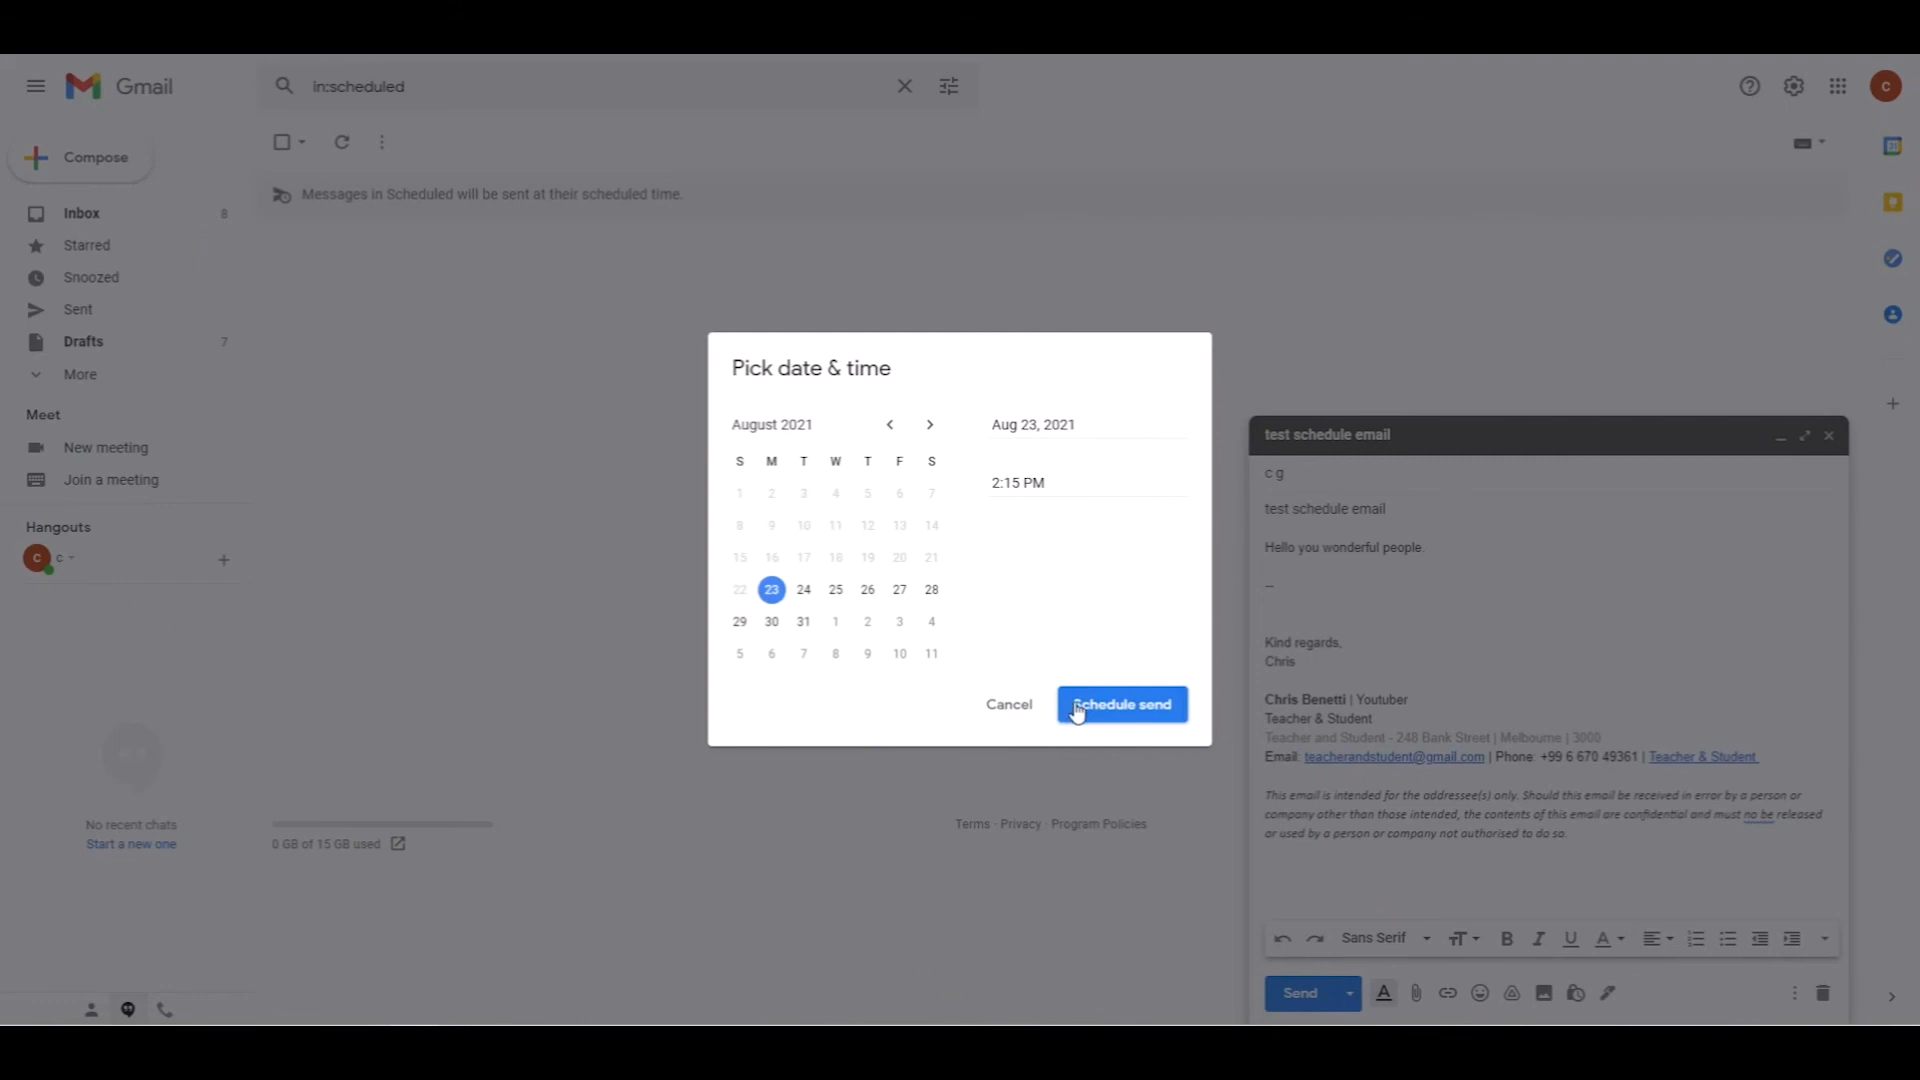 Gmail
in:scheduled
C
Compose
Messages in Scheduled will be sent at their scheduled time.
Inbox 8
Starred
Snoozed
Sent
Drafts 7
More
Meet
New meeting
Join a meeting
Hangouts
C c
No recent chats
Start a new one
0 GB of 15 GB used
Terms · Privacy · Program Policies
Pick date & time
August 2021
S M T W T F S
1 2 3 4 5 6 7
8 9 10 11 12 13 14
15 16 17 18 19 20 21
22 23 24 25 26 27 28
29 30 31 1 2 3 4
5 6 7 8 9 10 11
Aug 23, 2021
2:15 PM
Cancel
Schedule send
test schedule email
c g
test schedule email
Hello you wonderful people.
--
Kind regards,
Chris
Chris Benetti | Youtuber
Teacher & Student
Teacher and Student - 248 Bank Street | Melbourne | 3000
Email: teacherandstudent@gmail.com | Phone: +99 6 670 49361 | Teacher & Student
This email is intended for the addressee(s) only. Should this email be received in error by a person or
company other than those intended, the contents of this email are confidential and must no be released
or used by a person or company not authorised to do so.
Sans Serif
Send